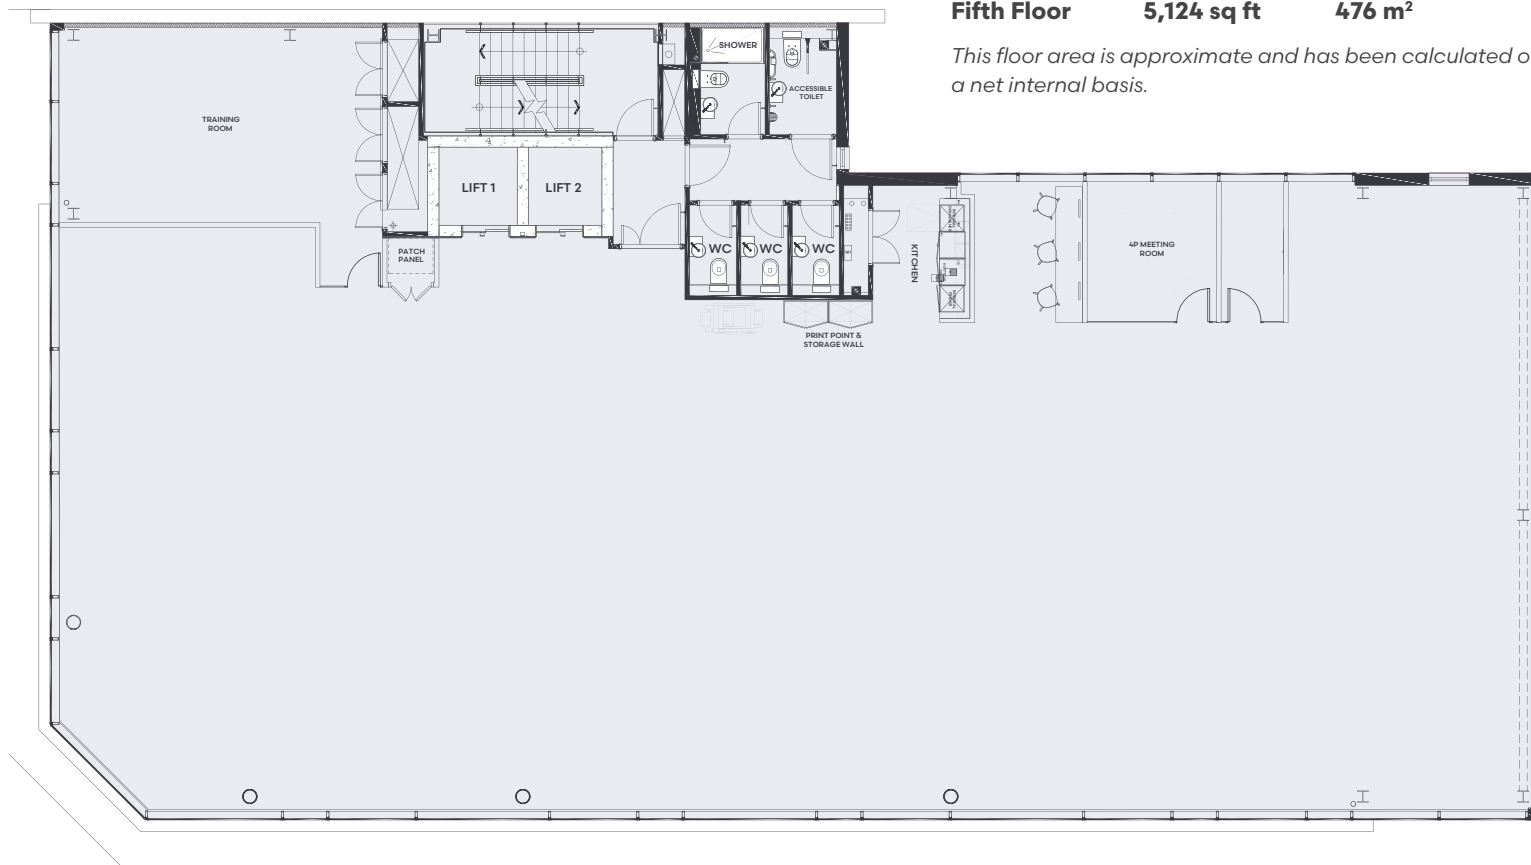 Fifth Floor 5,124 sq ft 476 m²
This floor area is approximate and has been calculated o
a net internal basis.
SHOWER
ACCESSIBLE
TOILET
TRAINING
ROOM
LIFT 1
LIFT 2
PATCH
PANEL
WC
WC
WC
KITCHEN
4P MEETING
ROOM
PRINT POINT &
STORAGE WALL